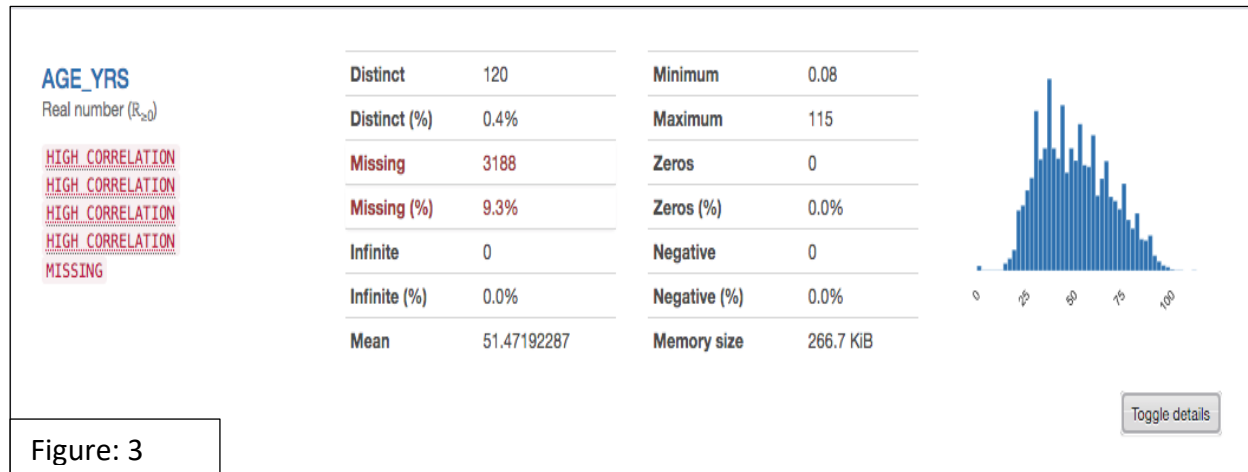 AGE_YRS
Real number (ℝ≥0)
HIGH CORRELATION
HIGH CORRELATION
HIGH CORRELATION
HIGH CORRELATION
MISSING
Distinct 120
Distinct (%) 0.4%
Missing 3188
Missing (%) 9.3%
Infinite 0
Infinite (%) 0.0%
Mean 51.47192287
Minimum 0.08
Maximum 115
Zeros 0
Zeros (%) 0.0%
Negative 0
Negative (%) 0.0%
Memory size 266.7 KiB
0 25 50 75 100
Toggle details
Figure: 3